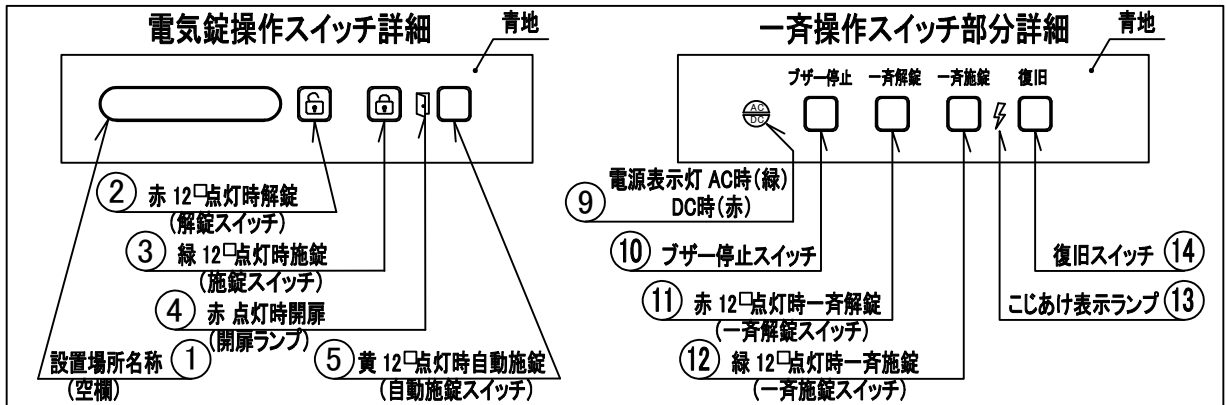 電気錠操作スイッチ詳細
青地
② 赤 12□点灯時解錠
(解錠スイッチ)
③ 緑 12□点灯時施錠
(施錠スイッチ)
④ 赤 点灯時開扉
(開扉ランプ)
設置場所名称 ①
(空欄)
⑤ 黄 12□点灯時自動施錠
(自動施錠スイッチ)
一斉操作スイッチ部分詳細
青地
ブザー停止 一斉解錠 一斉施錠 復旧
AC
DC
⑨ 電源表示灯 AC時(緑)
DC時(赤)
⑩ ブザー停止スイッチ
復旧スイッチ ⑭
⑪ 赤 12□点灯時一斉解錠
(一斉解錠スイッチ)
こじあけ表示ランプ ⑬
⑫ 緑 12□点灯時一斉施錠
(一斉施錠スイッチ)